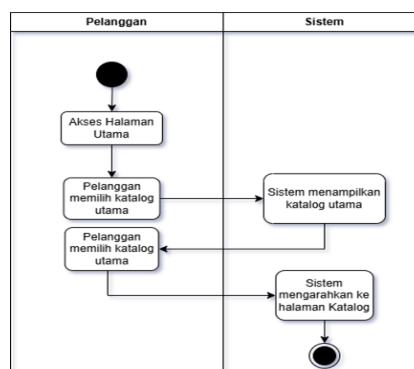 Pelanggan
Sistem
Akses Halaman
Utama
Pelanggan
memilih katalog
utama
Sistem menampilkan
katalog utama
Pelanggan
memilih katalog
utama
Sistem
mengarahkan ke
halaman Katalog